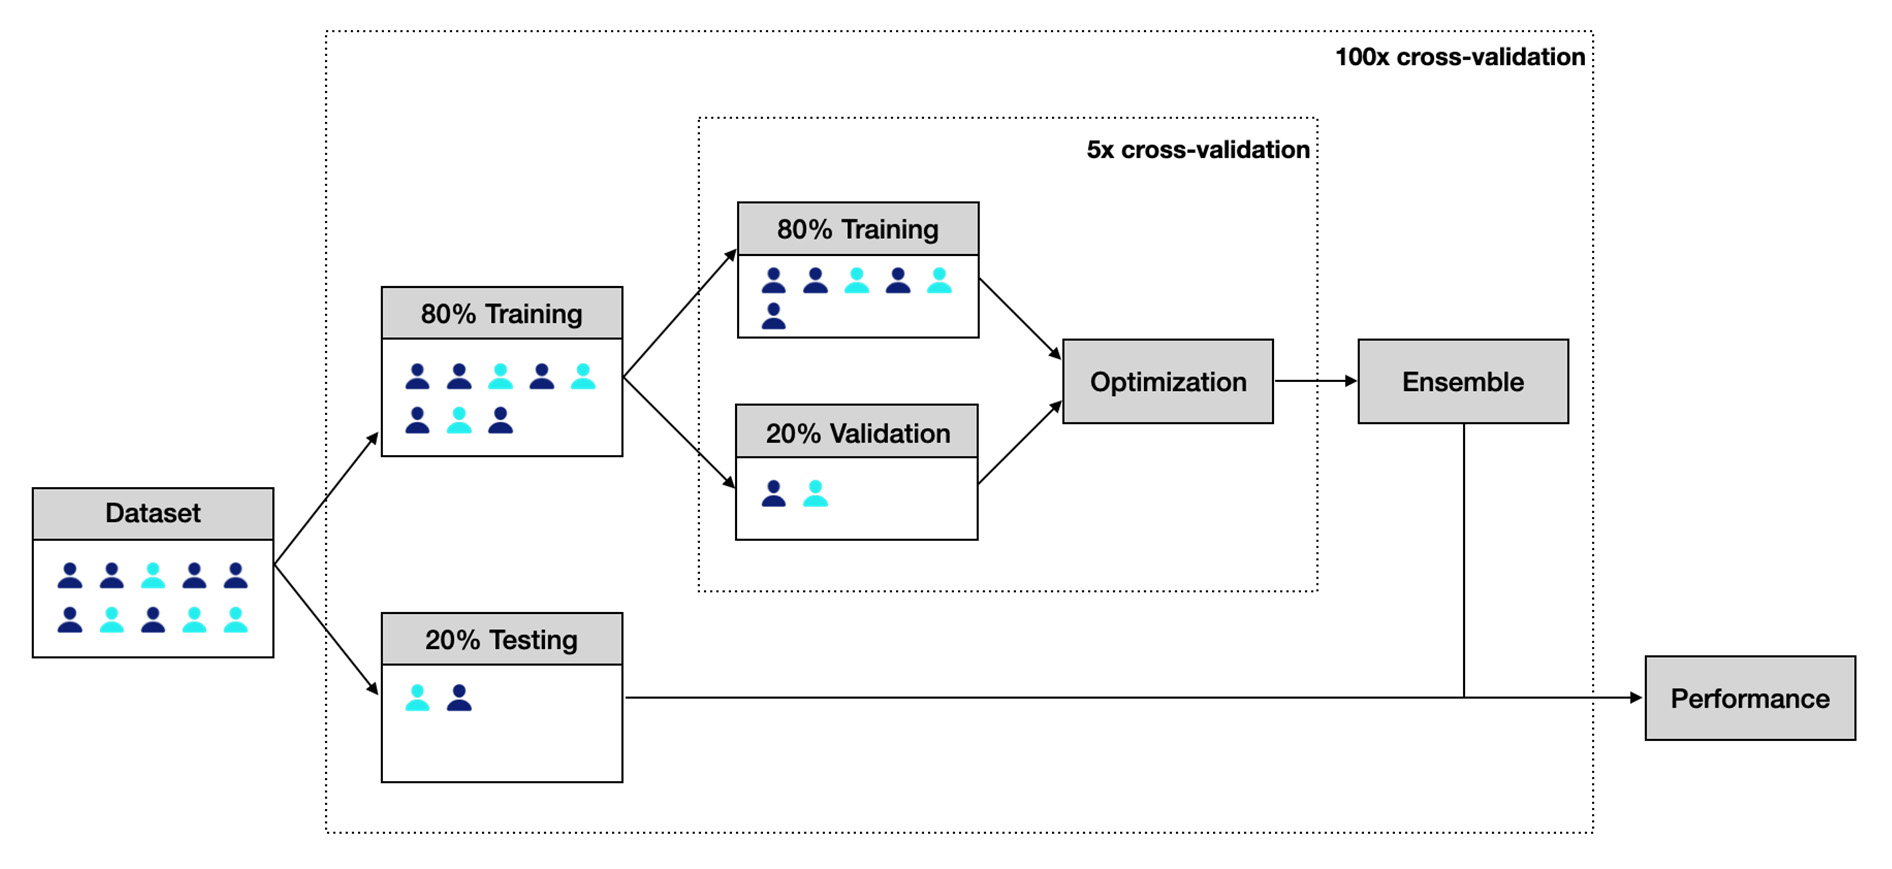 100x cross-validation
5x cross-validation
80% Training
80% Training
Optimization
Ensemble
20% Validation
Dataset
20% Testing
Performance